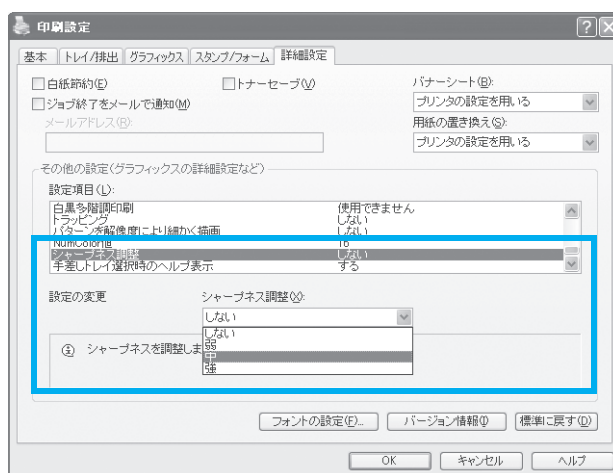 印刷設定
基本 トレイ/排出 グラフィックス スタンプ/フォーム 詳細設定
白紙節約(E) トナーセーブ(V) バナーシート(B):
ジョブ終了をメールで通知(M) プリンタの設定を用いる
メールアドレス(R): 用紙の置き換え(S):
プリンタの設定を用いる
その他の設定(グラフィックスの詳細設定など)
設定項目(L):
白黒多階調印刷 使用できません
トラッピング しない
パターンを解像度により細かく描画 しない
NumColor値 16
シャープネス調整 しない
手差しトレイ選択時のヘルプ表示 する
設定の変更 シャープネス調整(X):
しない
しない
弱
シャープネスを調整しま
中
強
フォントの設定(F)... バージョン情報(I) 標準に戻す(D)
OK キャンセル ヘルプ